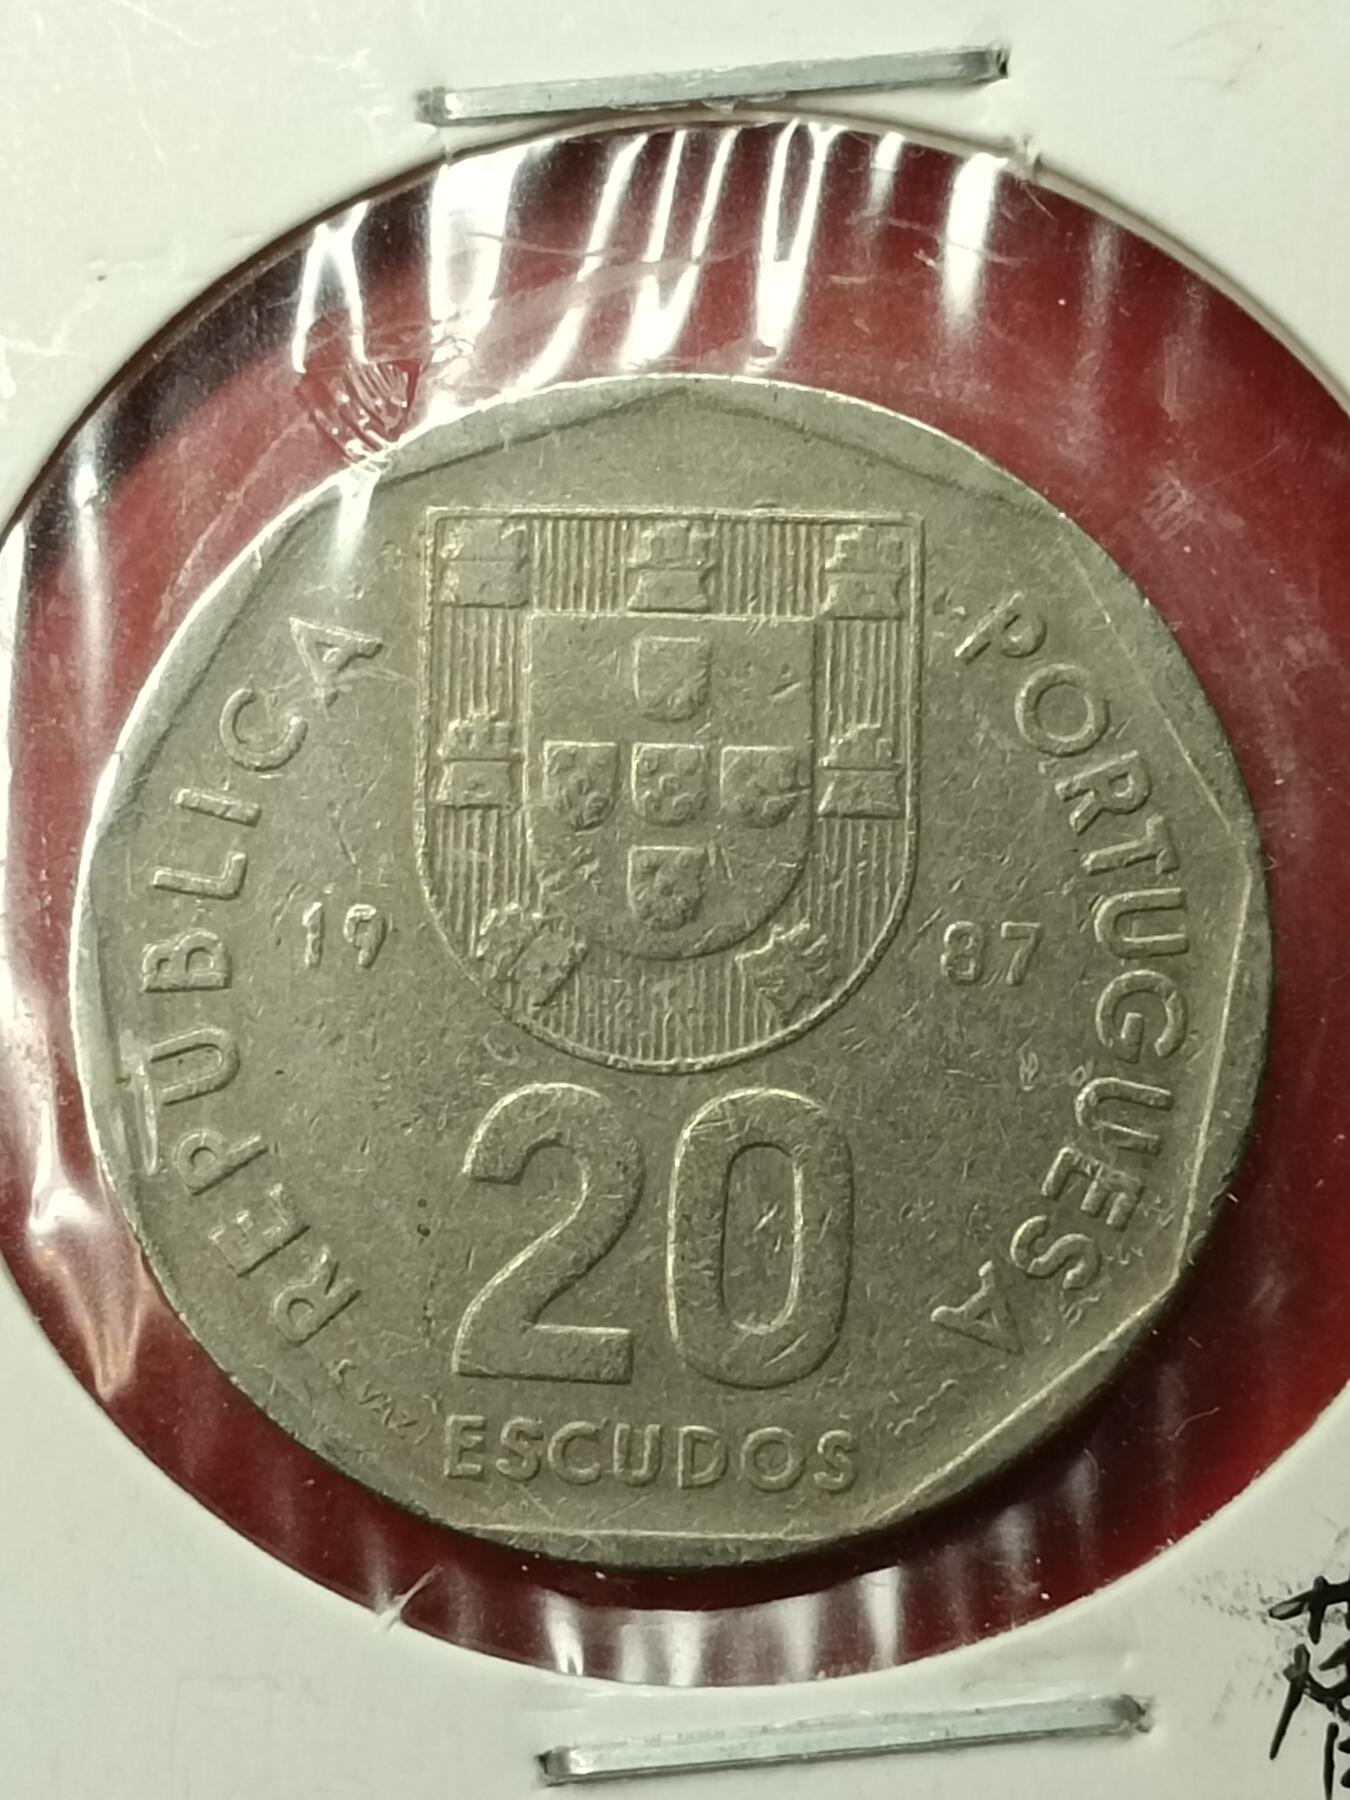 REPUBLICA PORTUGUESA
19 87
20
ESCUDOS